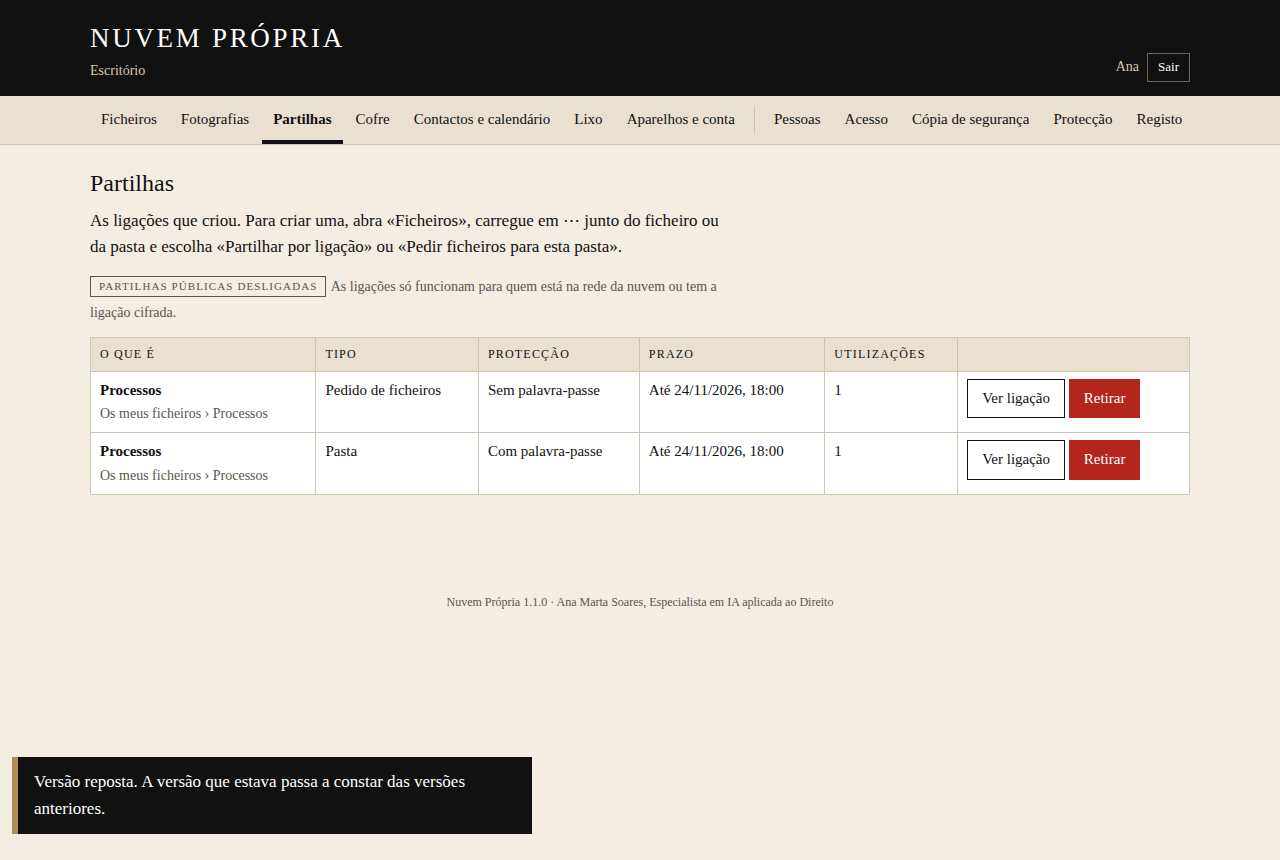 NUVEM PRÓPRIA
Escritório
Ana Sair
Ficheiros Fotografias Partilhas Cofre Contactos e calendário Lixo Aparelhos e conta Pessoas Acesso Cópia de segurança Protecção Registo
Partilhas
As ligações que criou. Para criar uma, abra «Ficheiros», carregue em ⋯ junto do ficheiro ou
da pasta e escolha «Partilhar por ligação» ou «Pedir ficheiros para esta pasta».
PARTILHAS PÚBLICAS DESLIGADAS As ligações só funcionam para quem está na rede da nuvem ou tem a
ligação cifrada.
O QUE É TIPO PROTECÇÃO PRAZO UTILIZAÇÕES
Processos Pedido de ficheiros Sem palavra-passe Até 24/11/2026, 18:00 1 Ver ligação Retirar
Os meus ficheiros › Processos
Processos Pasta Com palavra-passe Até 24/11/2026, 18:00 1 Ver ligação Retirar
Os meus ficheiros › Processos
Nuvem Própria 1.1.0 · Ana Marta Soares, Especialista em IA aplicada ao Direito
Versão reposta. A versão que estava passa a constar das versões
anteriores.